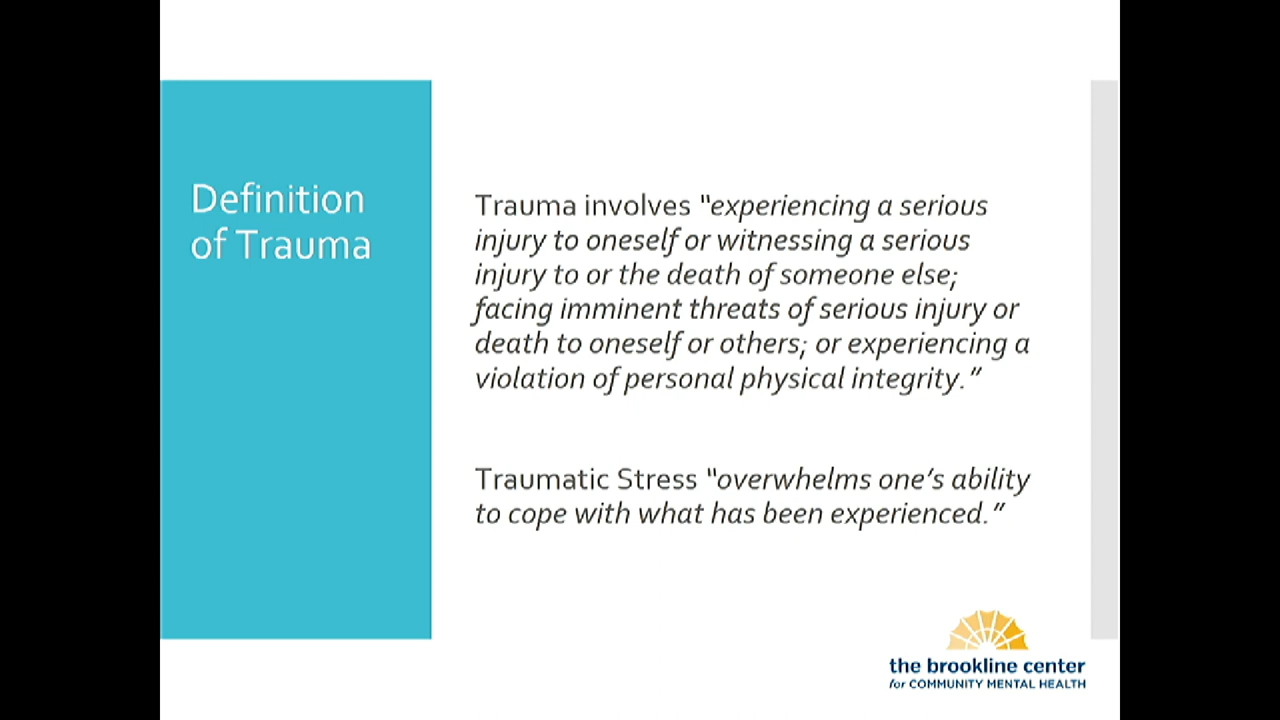 Definition
of Trauma
Trauma involves “experiencing a serious
injury to oneself or witnessing a serious
injury to or the death of someone else;
facing imminent threats of serious injury or
death to oneself or others; or experiencing a
violation of personal physical integrity.”
Traumatic Stress “overwhelms one’s ability
to cope with what has been experienced.”
the brookline center
for COMMUNITY MENTAL HEALTH